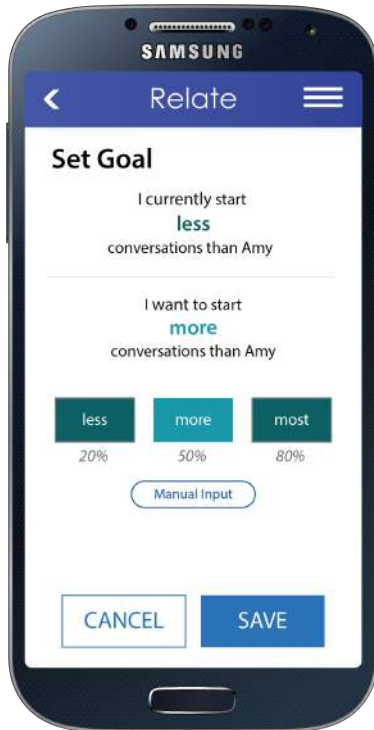 SAMSUNG
Relate
Set Goal
I currently start
less
conversations than Amy
I want to start
more
conversations than Amy
less more most
20% 50% 80%
Manual Input
CANCEL SAVE